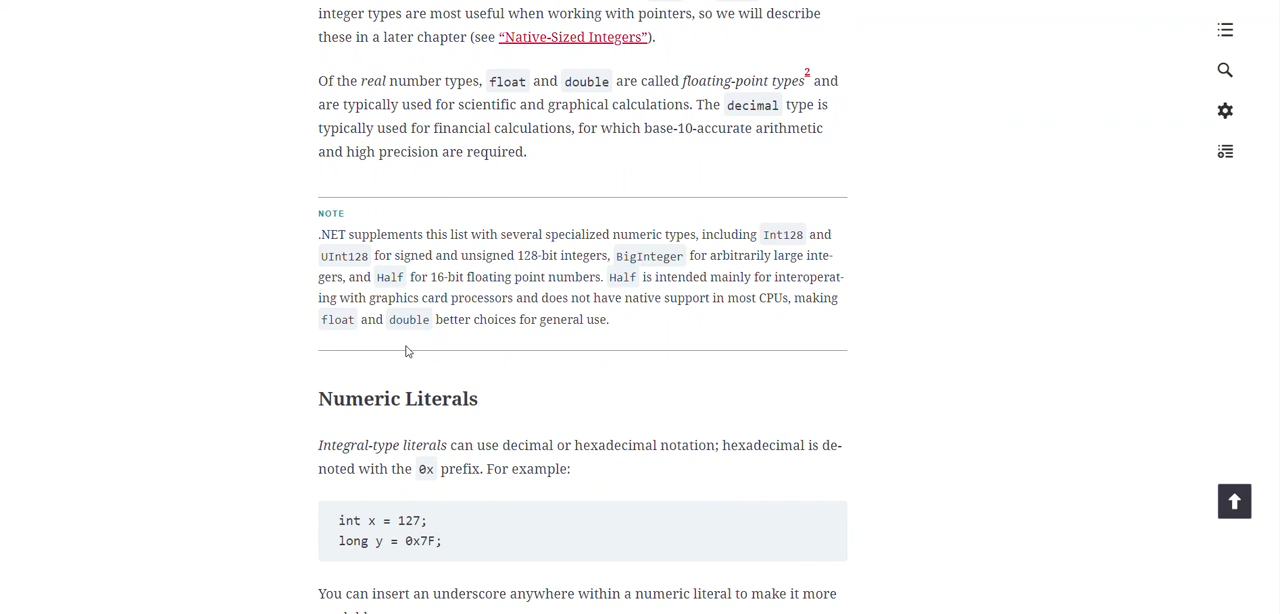 integer types are most useful when working with pointers, so we will describe
these in a later chapter (see “Native-Sized Integers”).
Of the real number types, float and double are called floating-point types2 and
are typically used for scientific and graphical calculations. The decimal type is
typically used for financial calculations, for which base-10-accurate arithmetic
and high precision are required.
NOTE
.NET supplements this list with several specialized numeric types, including Int128 and
UInt128 for signed and unsigned 128-bit integers, BigInteger for arbitrarily large inte-
gers, and Half for 16-bit floating point numbers. Half is intended mainly for interoperat-
ing with graphics card processors and does not have native support in most CPUs, making
float and double better choices for general use.
Numeric Literals
Integral-type literals can use decimal or hexadecimal notation; hexadecimal is de-
noted with the 0x prefix. For example:
int x = 127;
long y = 0x7F;
You can insert an underscore anywhere within a numeric literal to make it more